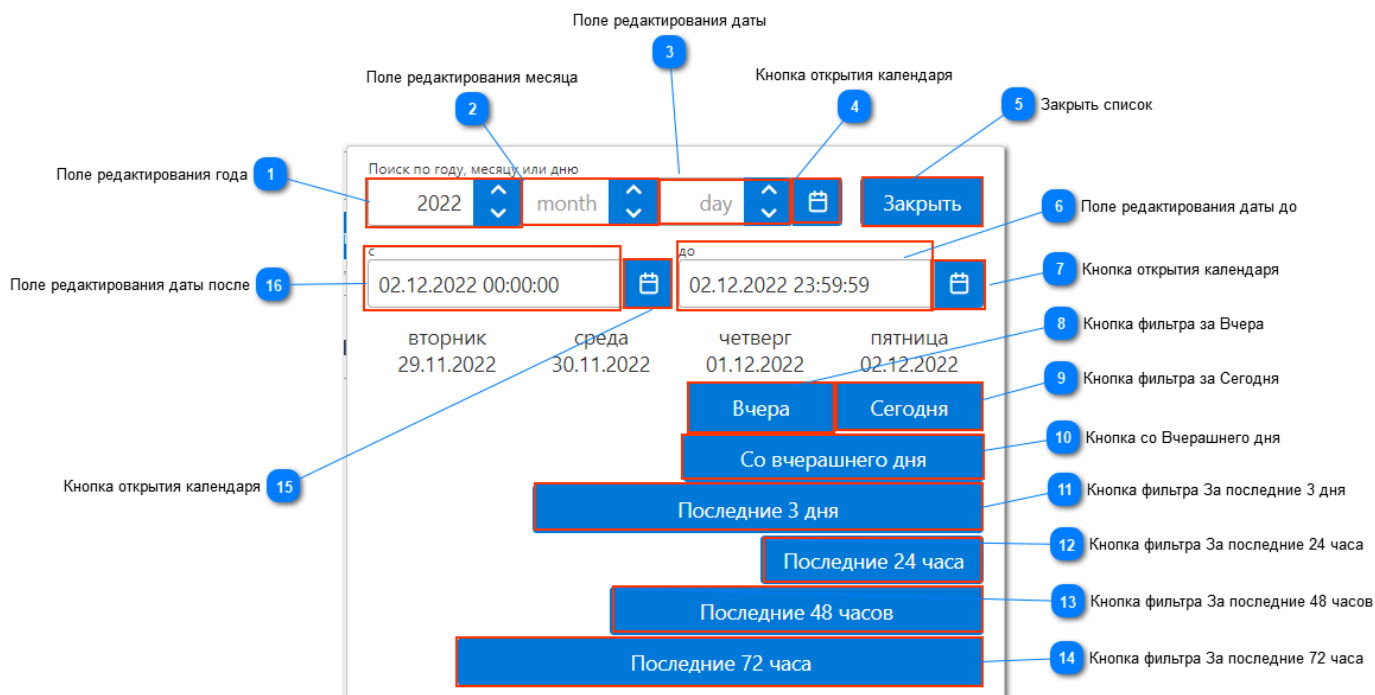 Поле редактирования даты
3
Поле редактирования месяца
2
Кнопка открытия календаря
4
5 Закрыть список
Поле редактирования года 1
Поиск по году, месяцу или дню
2022 month day Закрыть
6 Поле редактирования даты до
с до
02.12.2022 00:00:00 02.12.2022 23:59:59
7 Кнопка открытия календаря
Поле редактирования даты после 16
8 Кнопка фильтра за Вчера
вторник среда четверг пятница
29.11.2022 30.11.2022 01.12.2022 02.12.2022
9 Кнопка фильтра за Сегодня
Вчера Сегодня
10 Кнопка со Вчерашнего дня
Со вчерашнего дня
Кнопка открытия календаря 15
11 Кнопка фильтра За последние 3 дня
Последние 3 дня
12 Кнопка фильтра За последние 24 часа
Последние 24 часа
13 Кнопка фильтра За последние 48 часов
Последние 48 часов
14 Кнопка фильтра За последние 72 часа
Последние 72 часа